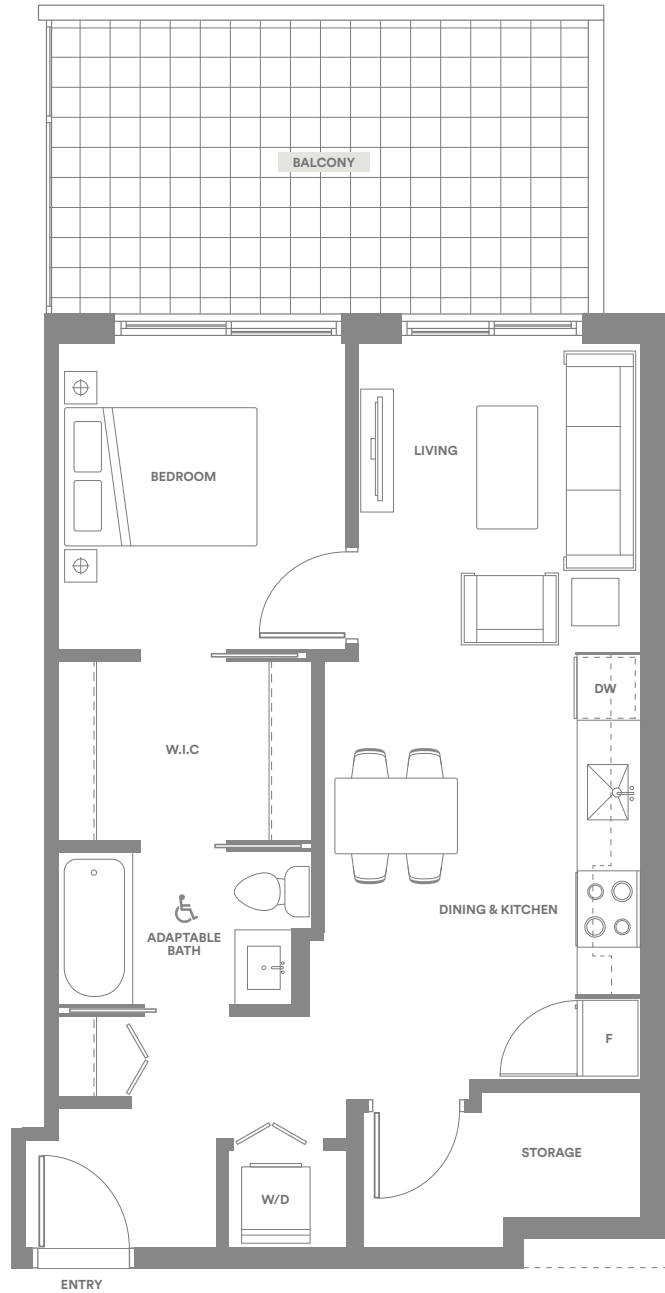 BALCONY
BEDROOM
LIVING
DW
W.I.C
DINING & KITCHEN
ADAPTABLE
BATH
F
STORAGE
W/D
ENTRY